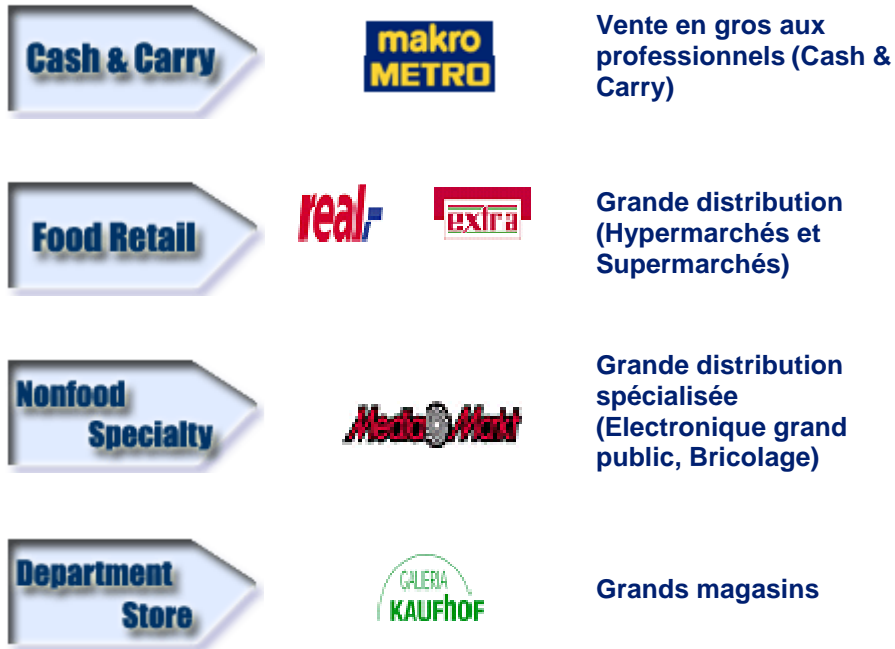 Cash & Carry
makro
METRO
Vente en gros aux
professionnels (Cash &
Carry)
Food Retail
real,-
extra
Grande distribution
(Hypermarchés et
Supermarchés)
Nonfood
Specialty
Media Markt
Grande distribution
spécialisée
(Electronique grand
public, Bricolage)
Department
Store
GALERIA
KAUFhOF
Grands magasins